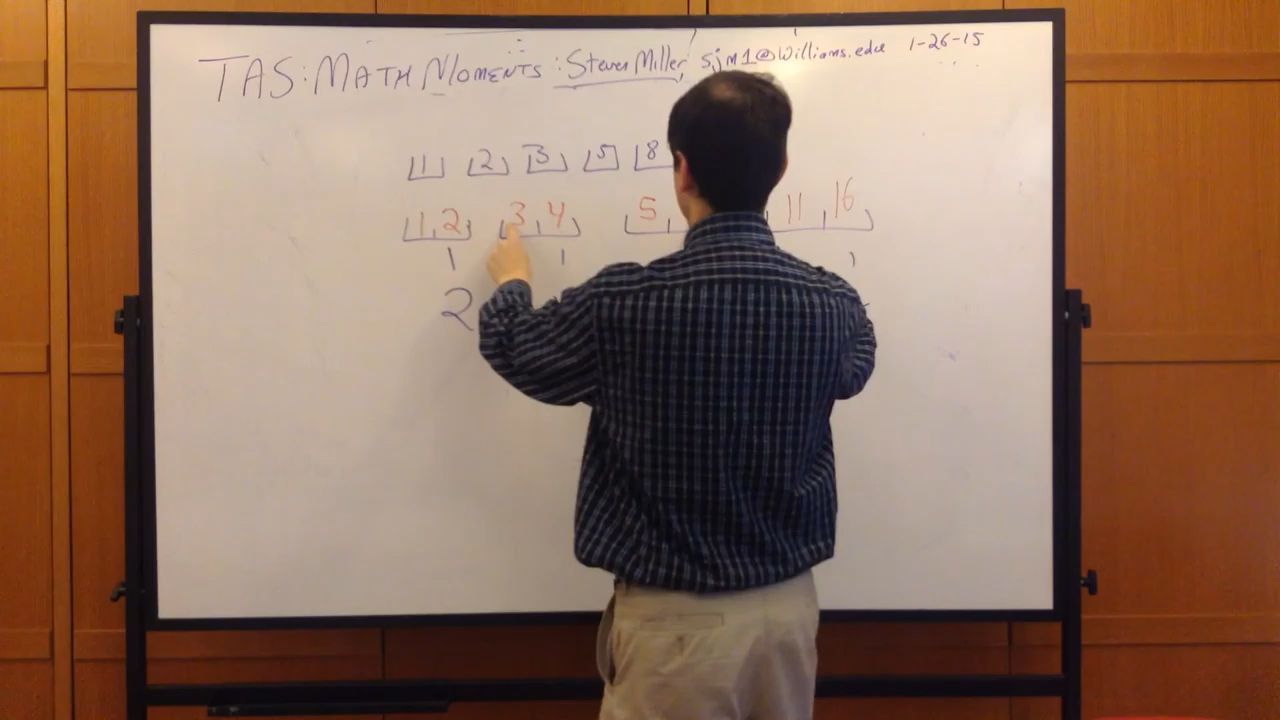 TAS: MATH MOMENTS : Steven Miller, sjm1@Williams.edu 1-26-15
1 2 3 5 8
1, 2 3, 4 5, 11, 16
1 1 1
2